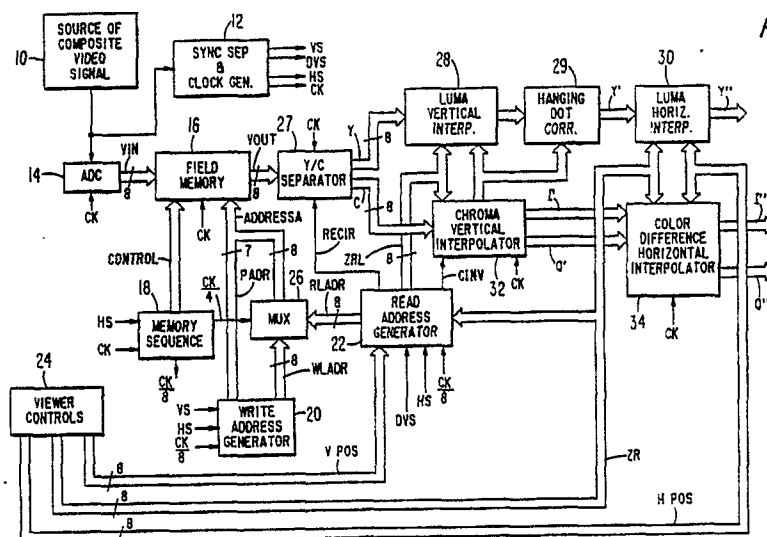 SOURCE OF
COMPOSITE
VIDEO
SIGNAL
10
12
SYNC SEP
&
CLOCK GEN.
VS
DVS
HS
CK
28
29
30
LUMA
VERTICAL
INTERP.
HANGING
DOT
CORR.
Y'
LUMA
HORIZ.
INTERP.
Y"
14
ADC
VIN
8
CK
16
FIELD
MEMORY
VOUT
8
27
CK
Y/C
SEPARATOR
Y
8
C
8
CK
ADDRESSA
CONTROL
7
8
PADR
RECIR
ZRL
8
CHROMA
VERTICAL
INTERPOLATOR
32
CK
CINV
I'
Q'
COLOR
DIFFERENCE
HORIZONTAL
INTERPOLATOR
34
CK
I"
Q"
18
CK
4
26
RLADR
8
HS
CK
MEMORY
SEQUENCE
MUX
READ
ADDRESS
GENERATOR
22
CK
8
8
WLADR
DVS
HS
CK
8
24
VIEWER
CONTROLS
VS
HS
CK
8
WRITE
ADDRESS
GENERATOR
20
8
V POS
8
ZR
8
H POS